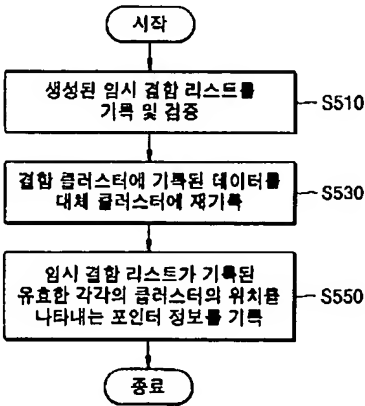 시작
생성된 임시 결함 리스트를
기록 및 검증
S510
결함 클러스터에 기록된 데이터를
대체 클러스터에 재기록
S530
임시 결함 리스트가 기록된
유효한 각각의 클러스터의 위치를
나타내는 포인터 정보를 기록
S550
종료